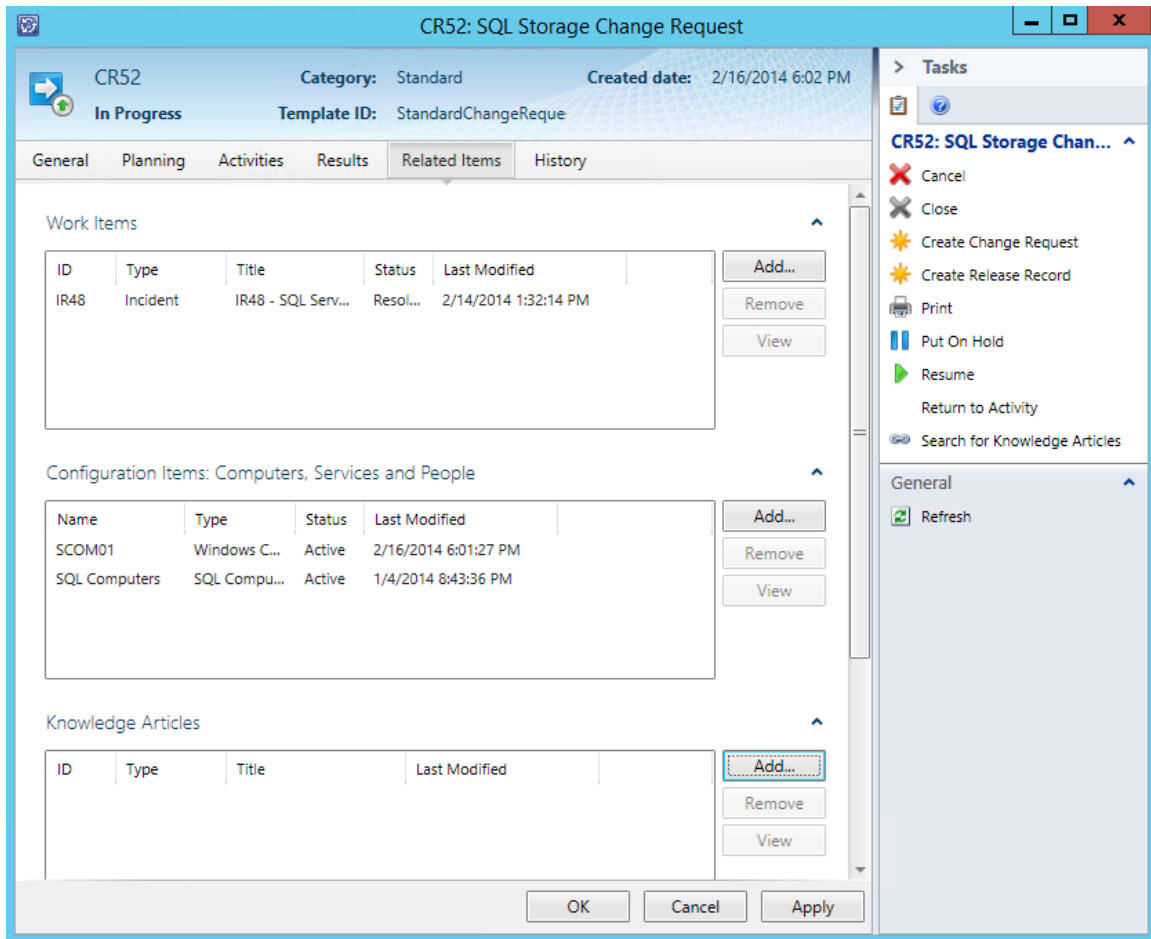 CR52: SQL Storage Change Request
CR52 Category: Standard Created date: 2/16/2014 6:02 PM
In Progress Template ID: StandardChangeReque
General Planning Activities Results Related Items History
Work Items
ID Type Title Status Last Modified
IR48 Incident IR48 - SQL Serv... Resol... 2/14/2014 1:32:14 PM
Add...
Remove
View
Configuration Items: Computers, Services and People
Name Type Status Last Modified
SCOM01 Windows C... Active 2/16/2014 6:01:27 PM
SQL Computers SQL Compu... Active 1/4/2014 8:43:36 PM
Add...
Remove
View
Knowledge Articles
ID Type Title Last Modified
Add...
Remove
View
OK Cancel Apply
> Tasks
CR52: SQL Storage Chan...
Cancel
Close
Create Change Request
Create Release Record
Print
Put On Hold
Resume
Return to Activity
Search for Knowledge Articles
General
Refresh